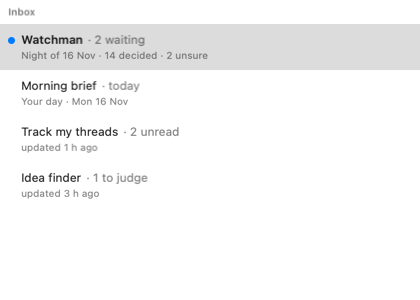 Inbox
Watchman · 2 waiting
Night of 16 Nov · 14 decided · 2 unsure
Morning brief · today
Your day · Mon 16 Nov
Track my threads · 2 unread
updated 1 h ago
Idea finder · 1 to judge
updated 3 h ago